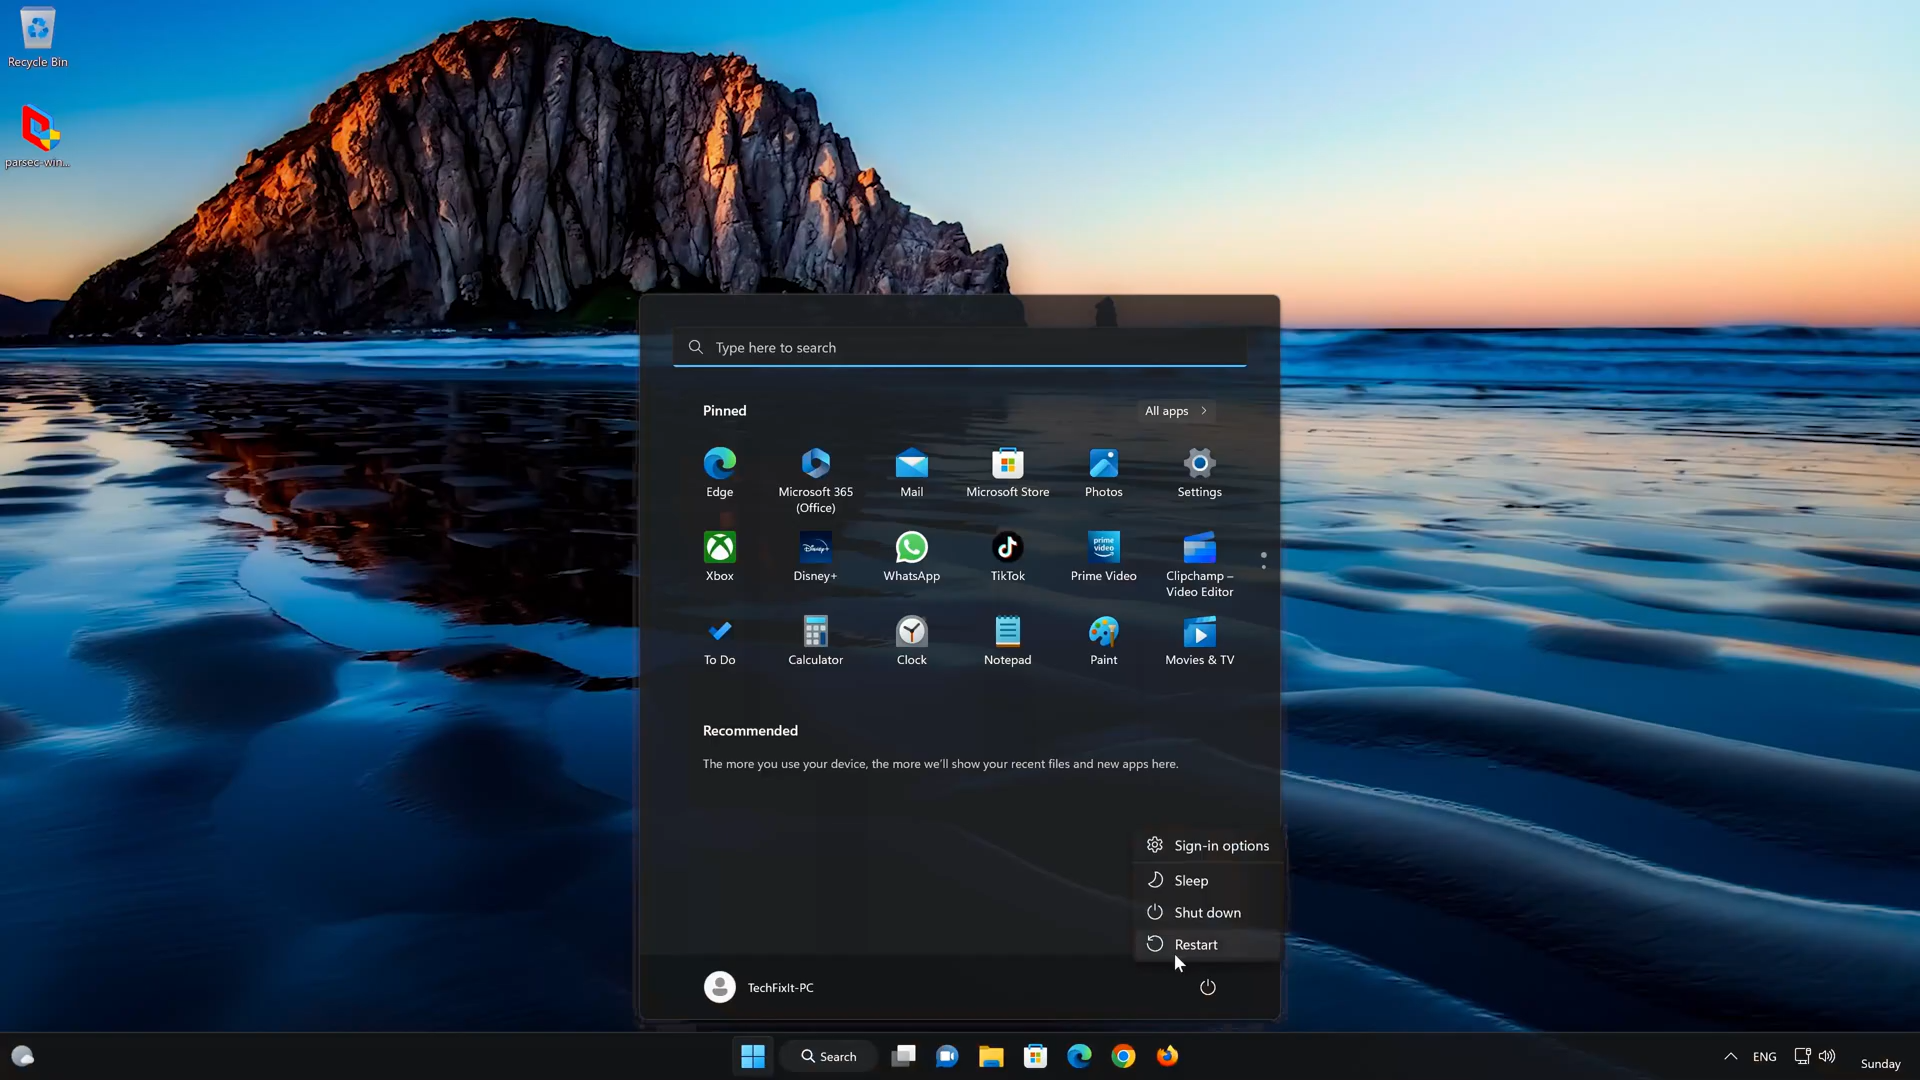 Recycle Bin
parsec-win...
Type here to search
Pinned
All apps
Edge
Microsoft 365
(Office)
Mail
Microsoft Store
Photos
Settings
Xbox
Disney+
Disney+
WhatsApp
TikTok
prime
video
Prime Video
Clipchamp –
Video Editor
To Do
Calculator
Clock
Notepad
Paint
Movies & TV
Recommended
The more you use your device, the more we'll show your recent files and new apps here.
Sign-in options
Sleep
Shut down
Restart
TechFixIt-PC
Search
ENG
Sunday